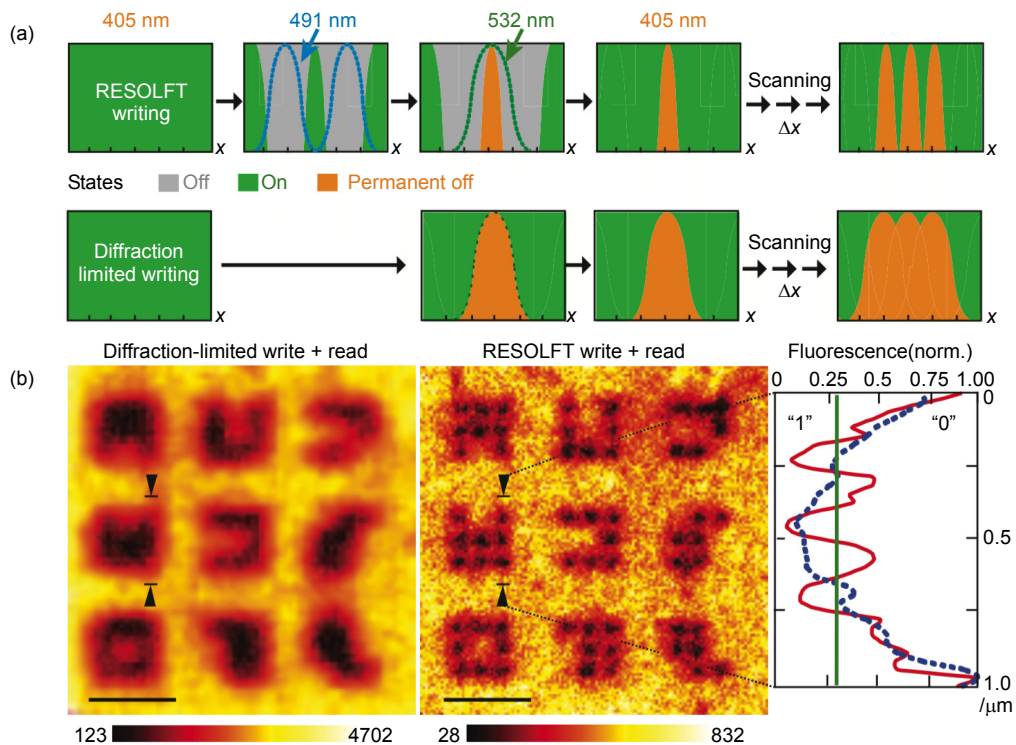 (a)
405 nm
491 nm
532 nm
405 nm
RESOLFT
writing
Scanning
Δx
x
x
x
x
x
States
Off
On
Permanent off
Diffraction
limited writing
Scanning
Δx
x
x
x
x
(b)
Diffraction-limited write + read
RESOLFT write + read
Fluorescence(norm.)
0
0.25
0.5
0.75
1.00
"1"
"0"
0
0.5
1.0
/μm
123
4702
28
832